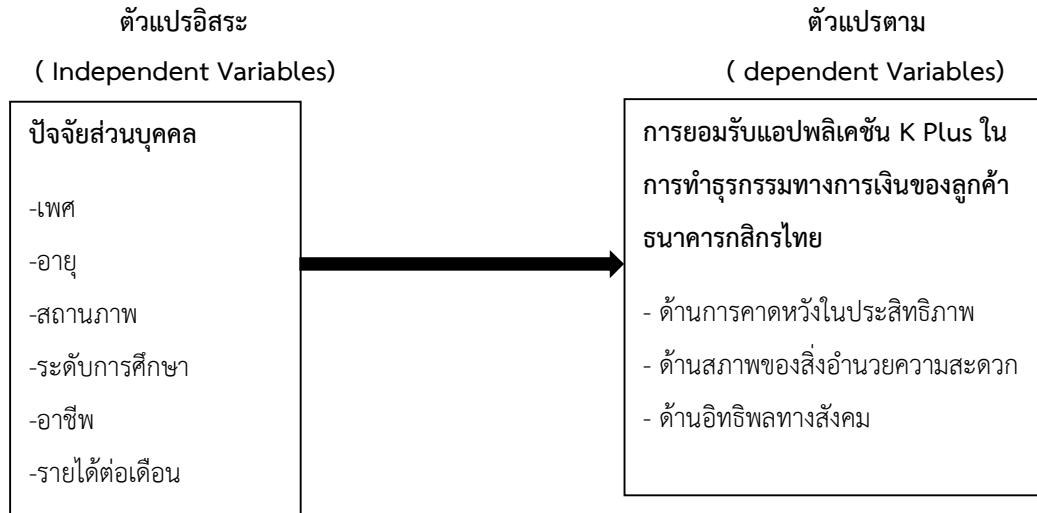 ตัวแปรอิสระ
( Independent Variables)
ปัจจัยส่วนบุคคล
-เพศ
-อายุ
-สถานภาพ
-ระดับการศึกษา
-อาชีพ
-รายได้ต่อเดือน
ตัวแปรตาม
( dependent Variables)
การยอมรับแอปพลิเคชัน K Plus ใน
การทำธุรกรรมทางการเงินของลูกค้า
ธนาคารกสิกรไทย
- ด้านการคาดหวังในประสิทธิภาพ
- ด้านสภาพของสิ่งอำนวยความสะดวก
- ด้านอิทธิพลทางสังคม